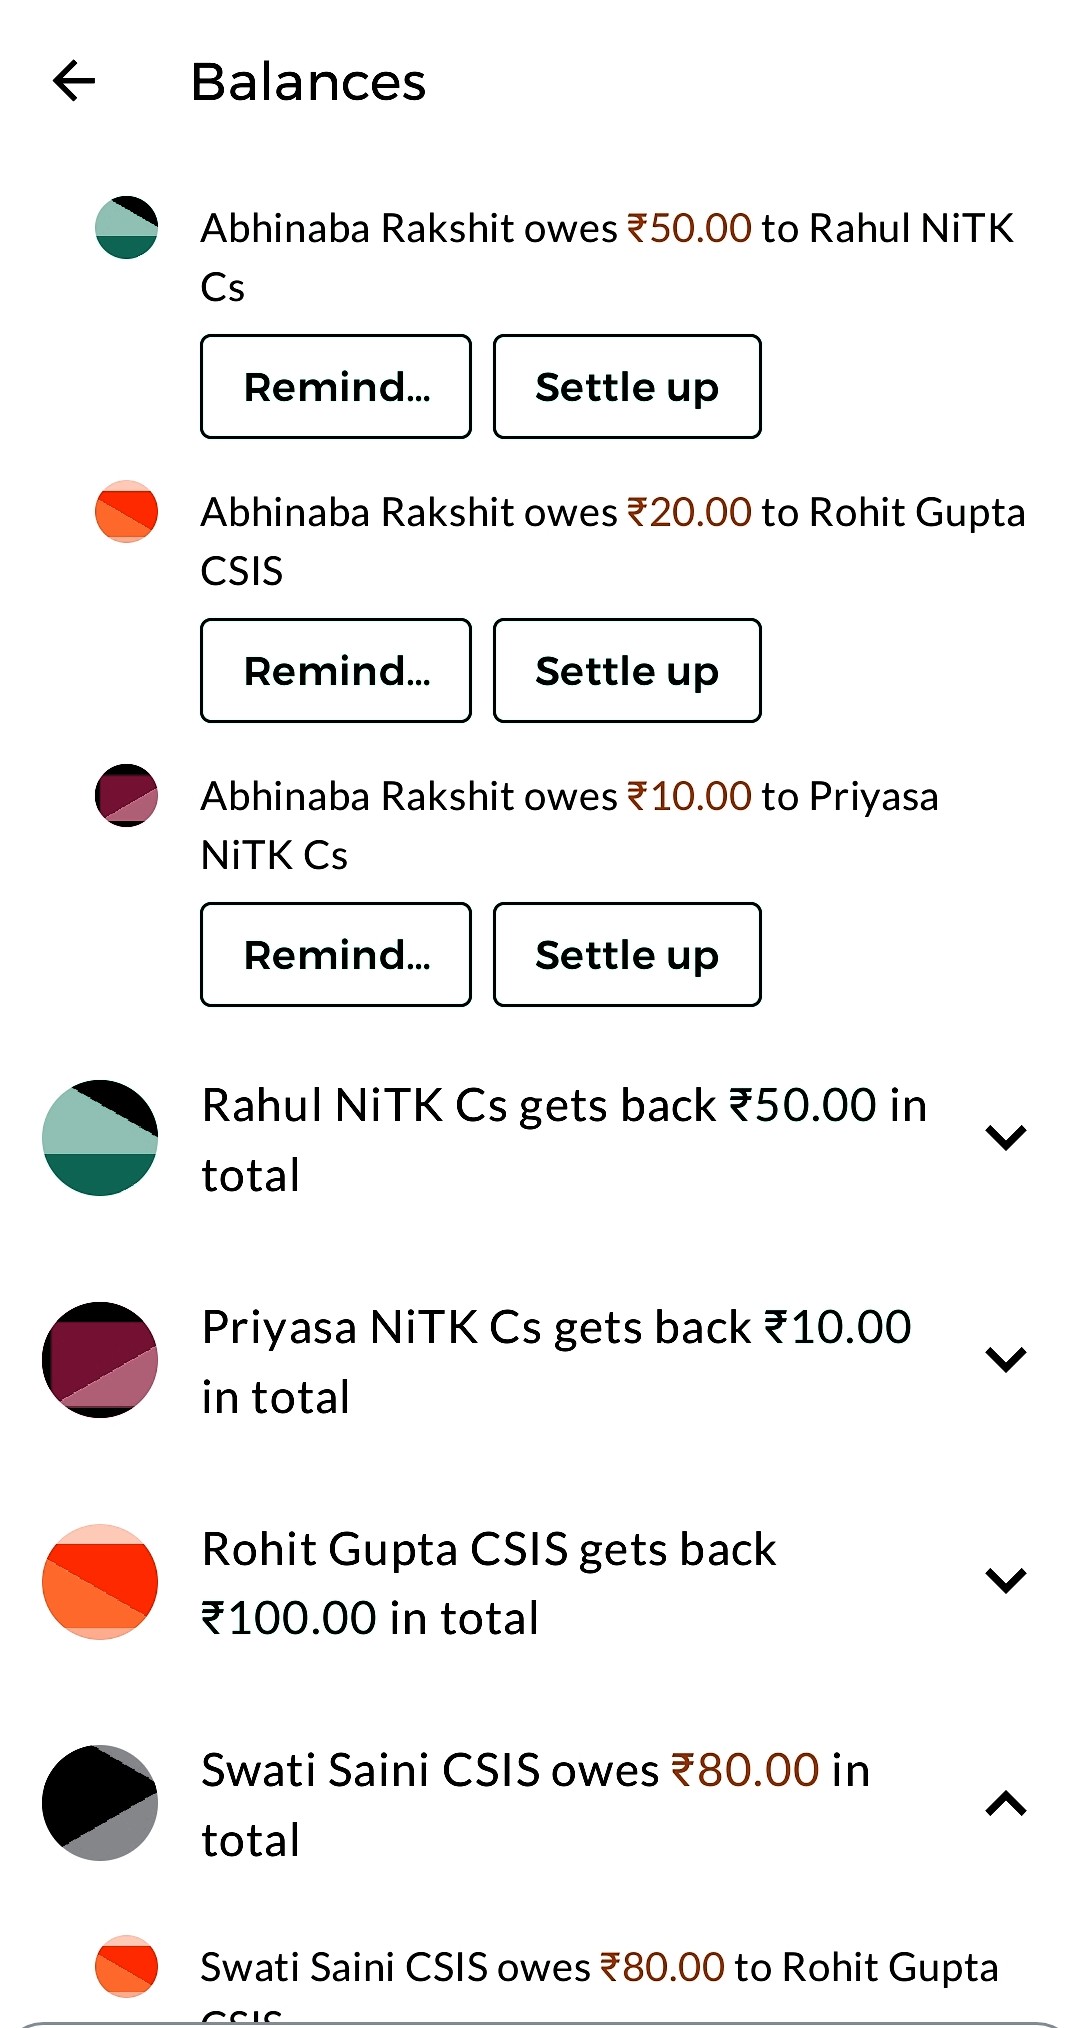 Balances
Abhinaba Rakshit owes ₹50.00 to Rahul NiTK
Cs
Remind... Settle up
Abhinaba Rakshit owes ₹20.00 to Rohit Gupta
CSIS
Remind... Settle up
Abhinaba Rakshit owes ₹10.00 to Priyasa
NiTK Cs
Remind... Settle up
Rahul NiTK Cs gets back ₹50.00 in
total
Priyasa NiTK Cs gets back ₹10.00
in total
Rohit Gupta CSIS gets back
₹100.00 in total
Swati Saini CSIS owes ₹80.00 in
total
Swati Saini CSIS owes ₹80.00 to Rohit Gupta
CSIS